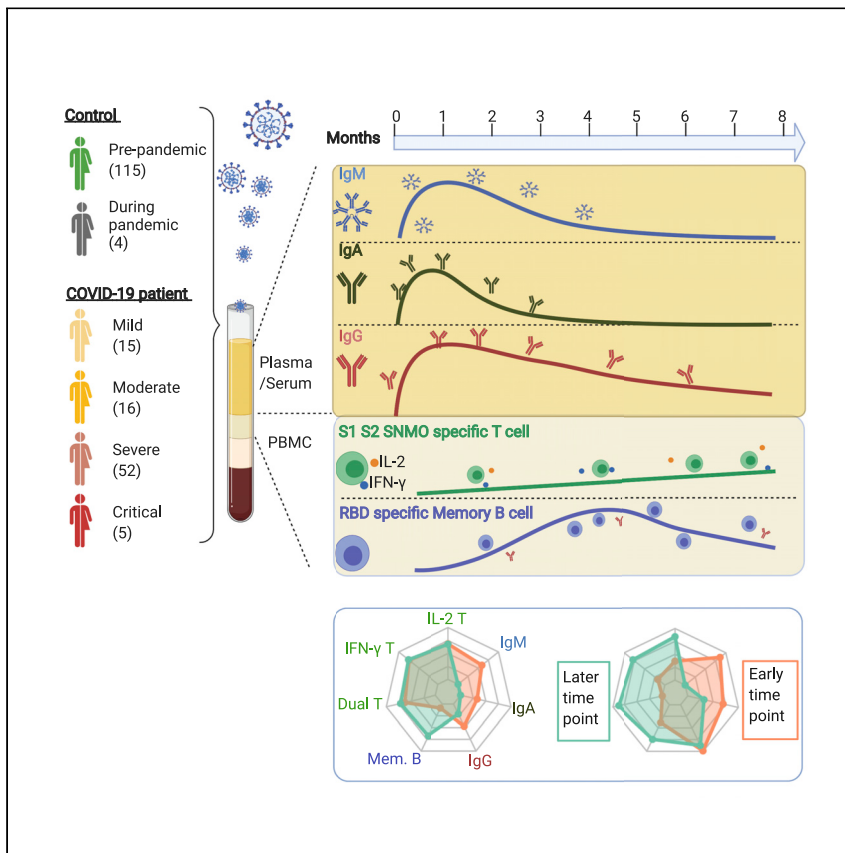 Control
Pre-pandemic
(115)
During
pandemic
(4)
COVID-19 patient
Mild
(15)
Moderate
(16)
Severe
(52)
Critical
(5)
Plasma
/Serum
PBMC
Months
0 1 2 3 4 5 6 7 8
IgM
IgA
IgG
S1 S2 SNMO specific T cell
IL-2
IFN-γ
RBD specific Memory B cell
IL-2 T
IFN-γ T
IgM
Dual T
IgA
Mem. B
IgG
Later
time
point
Early
time
point